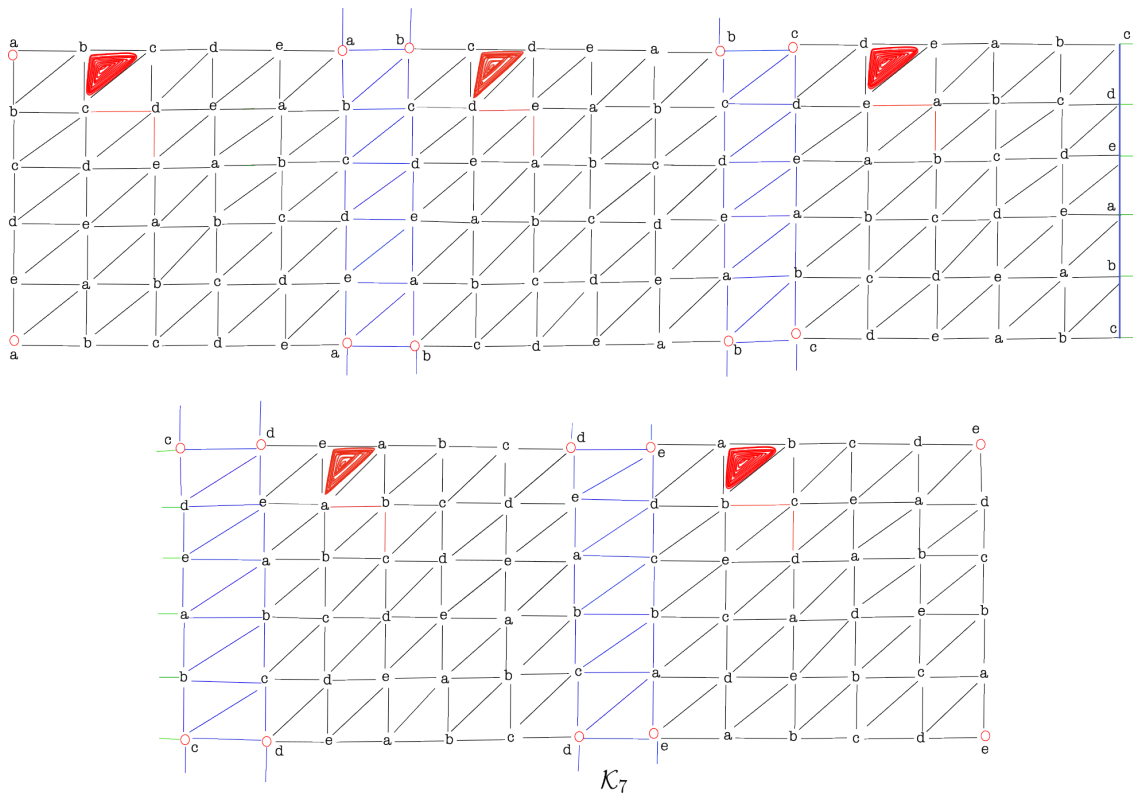 a b c d e a b c d e a b c d e a b c
b c d e a b c d e a b c d e a b c d
c d e a b c d e a b c d e a b c d e
d e a b c d e a b c d e a b c d e a
e a b c d e a b c d e a b c d e a b
a b c d e a b c d e a b c d e a b c
c d e a b c d e a b c d e
d e a b c d e d b c e a d
e a b c d e a c e d a b c
a b c d e a b b c a d e b
b c d e a b c a d e b c a
c d e a b c d e a b c d e
𝒦₇